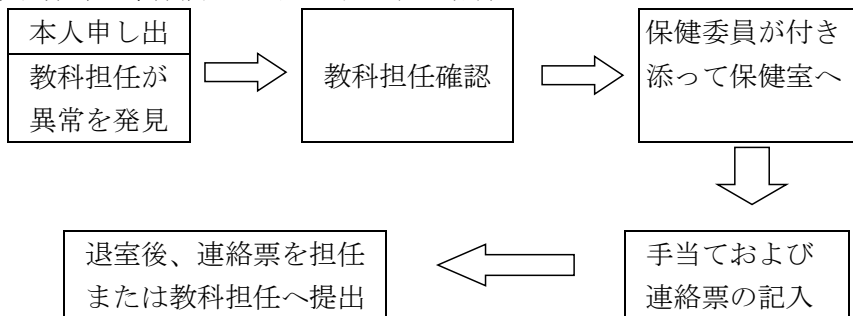 本人申し出
教科担任が
異常を発見
教科担任確認
保健委員が付き
添って保健室へ
手当ておよび
連絡票の記入
退室後、連絡票を担任
または教科担任へ提出